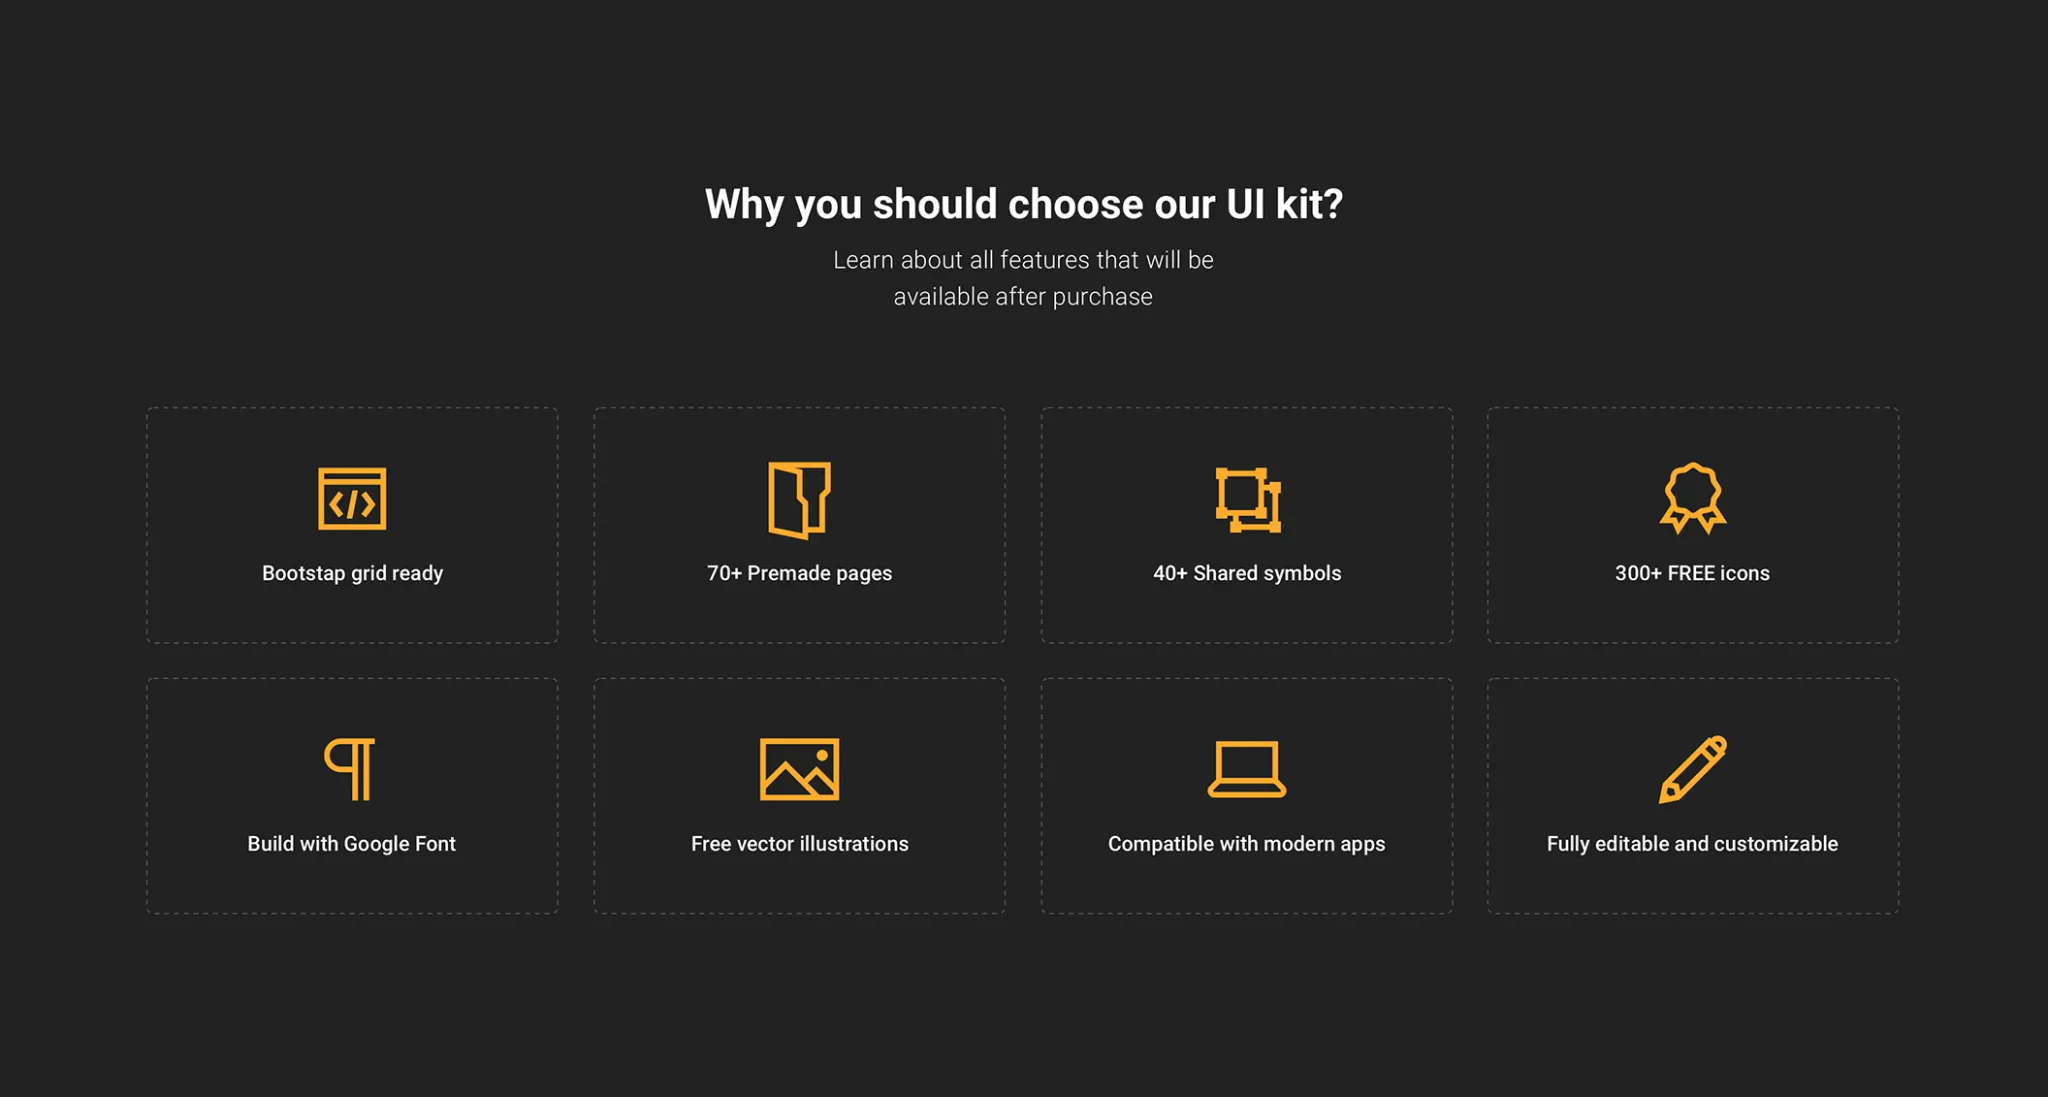 Why you should choose our UI kit?
Learn about all features that will be
available after purchase
Bootstap grid ready
70+ Premade pages
40+ Shared symbols
300+ FREE icons
Build with Google Font
Free vector illustrations
Compatible with modern apps
Fully editable and customizable